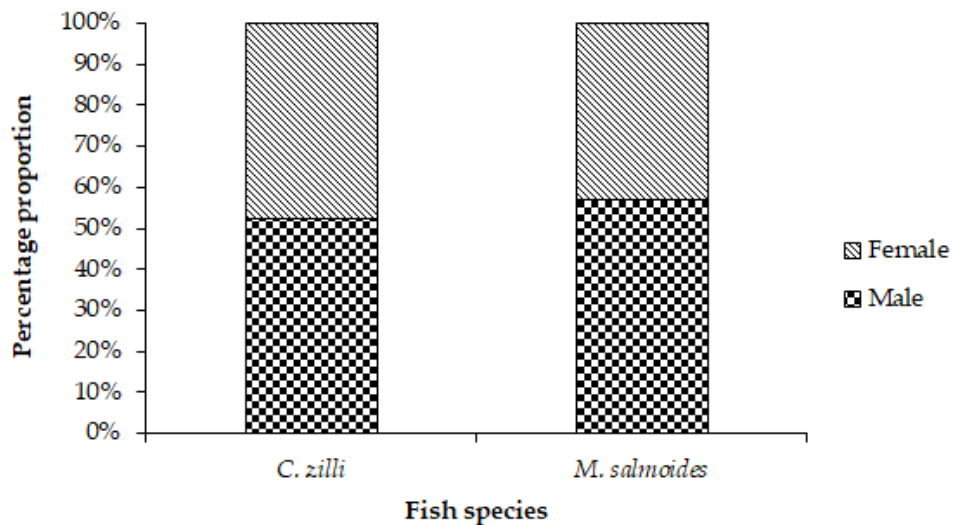 Percentage proportion
100%
90%
80%
70%
60%
50%
40%
30%
20%
10%
0%
C. zilli
M. salmoides
Fish species
Female
Male